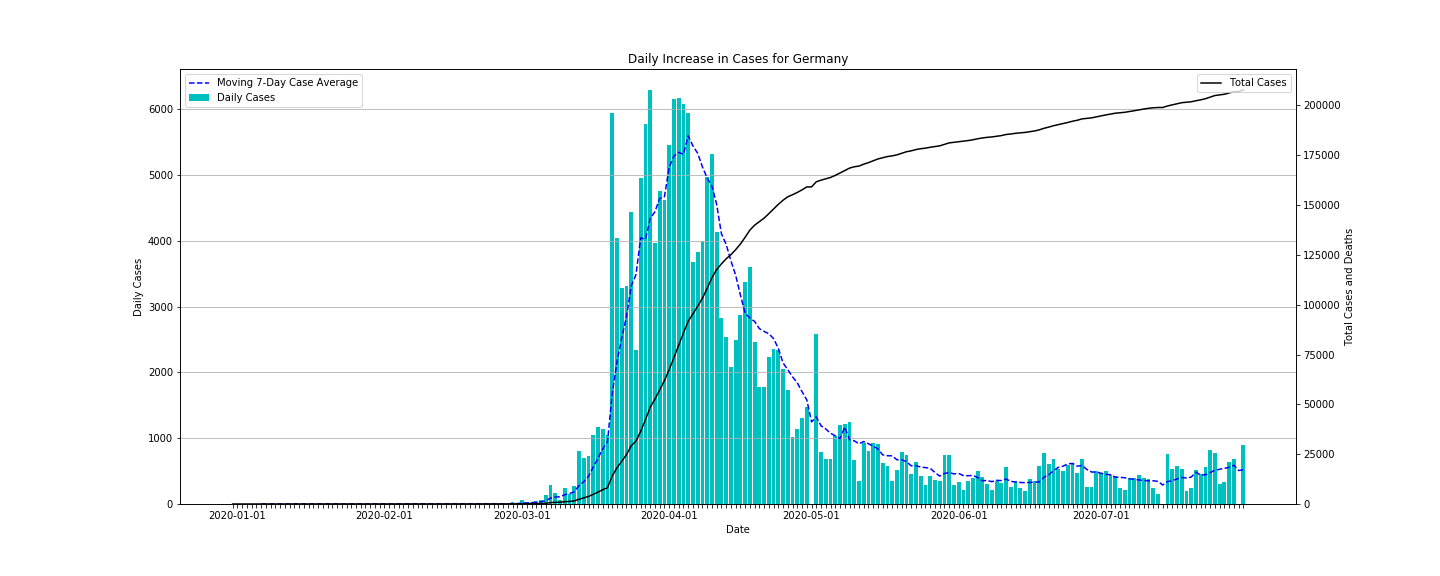 Daily Increase in Cases for Germany
Moving 7-Day Case Average
Daily Cases
Total Cases
6000
5000
4000
3000
2000
1000
0
Daily Cases
200000
175000
150000
125000
100000
75000
50000
25000
0
Total Cases and Deaths
2020-01-01 2020-02-01 2020-03-01 2020-04-01 2020-05-01 2020-06-01 2020-07-01
Date